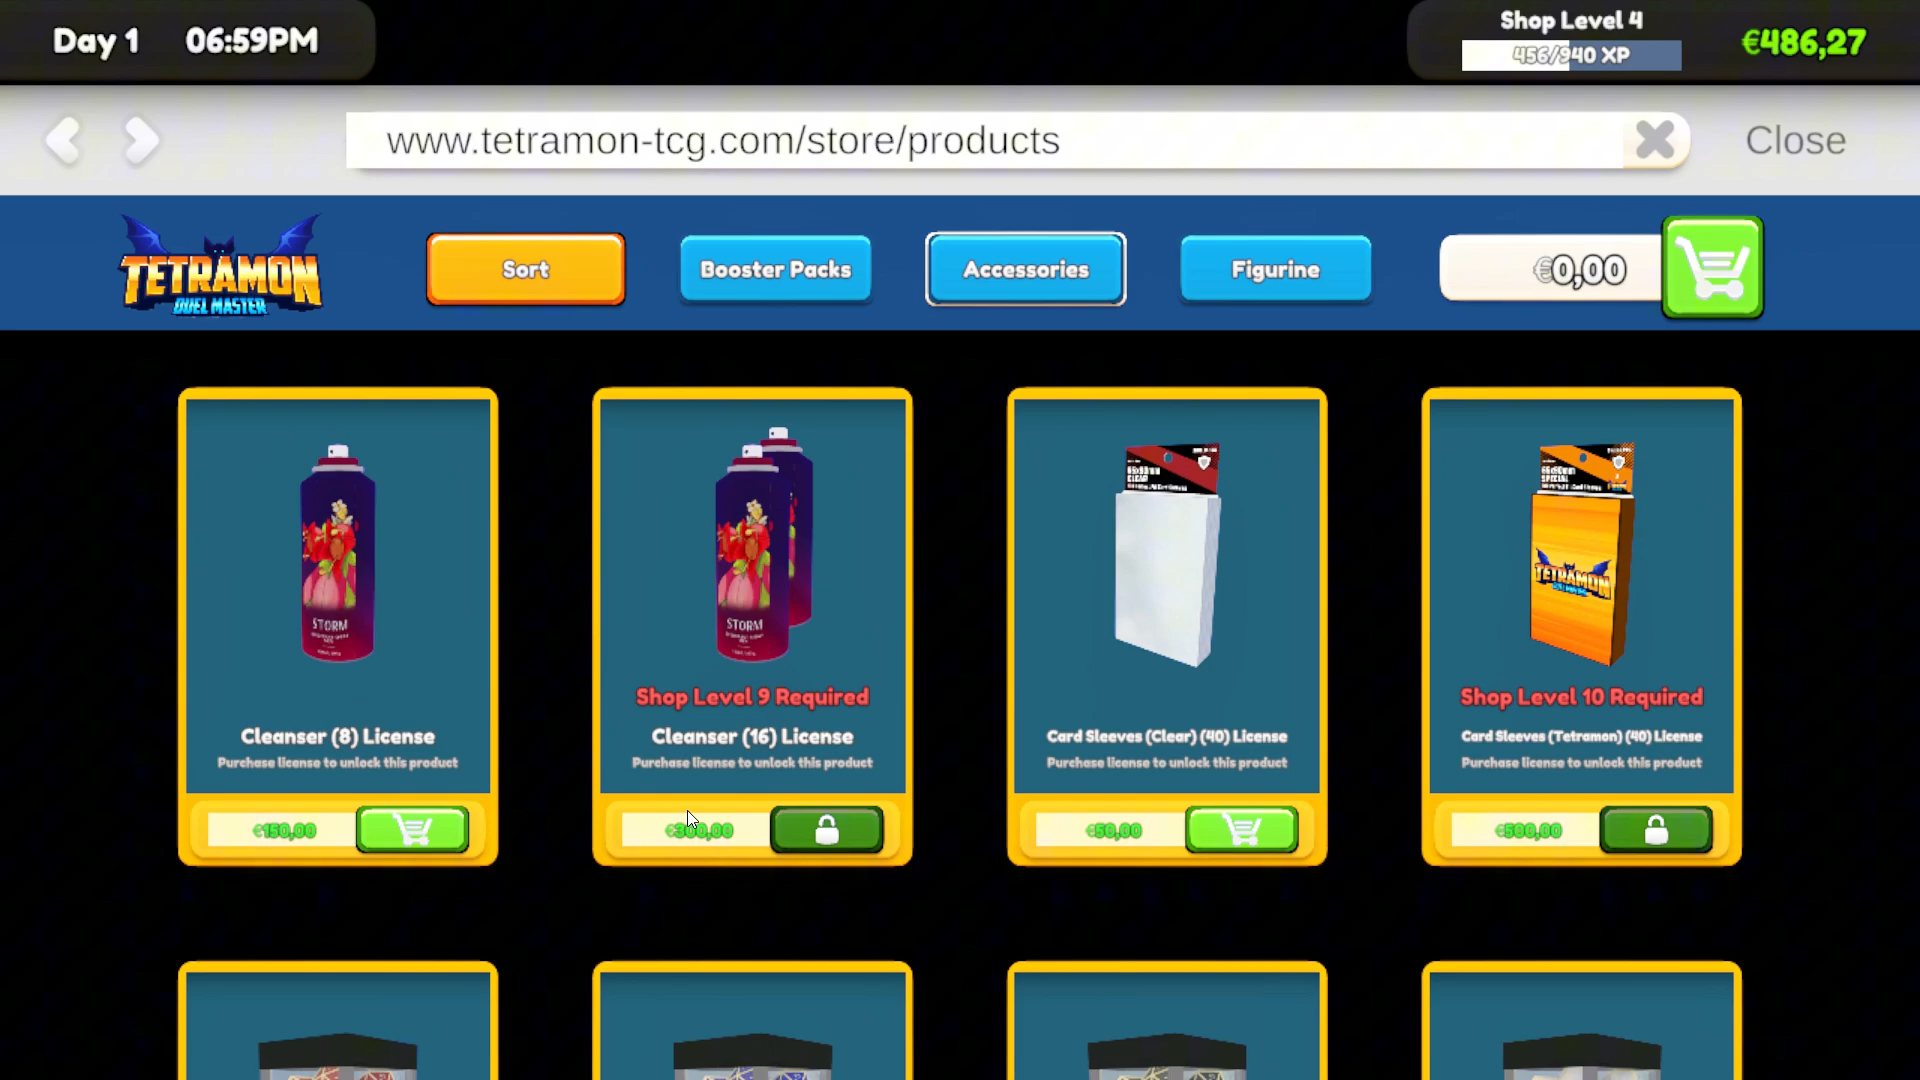 Day 1 06:59PM
Shop Level 4
456/940 XP
€486,27
www.tetramon-tcg.com/store/products
Close
TETRAMON
DUEL MASTER
Sort
Booster Packs
Accessories
Figurine
€0,00
STORM
STORM
CLEAR
SPECIAL
TETRAMON
Shop Level 9 Required
Shop Level 10 Required
Cleanser (8) License
Purchase license to unlock this product
Cleanser (16) License
Purchase license to unlock this product
Card Sleeves (Clear) (40) License
Purchase license to unlock this product
Card Sleeves (Tetramon) (40) License
Purchase license to unlock this product
€150,00
€300,00
€50,00
€500,00